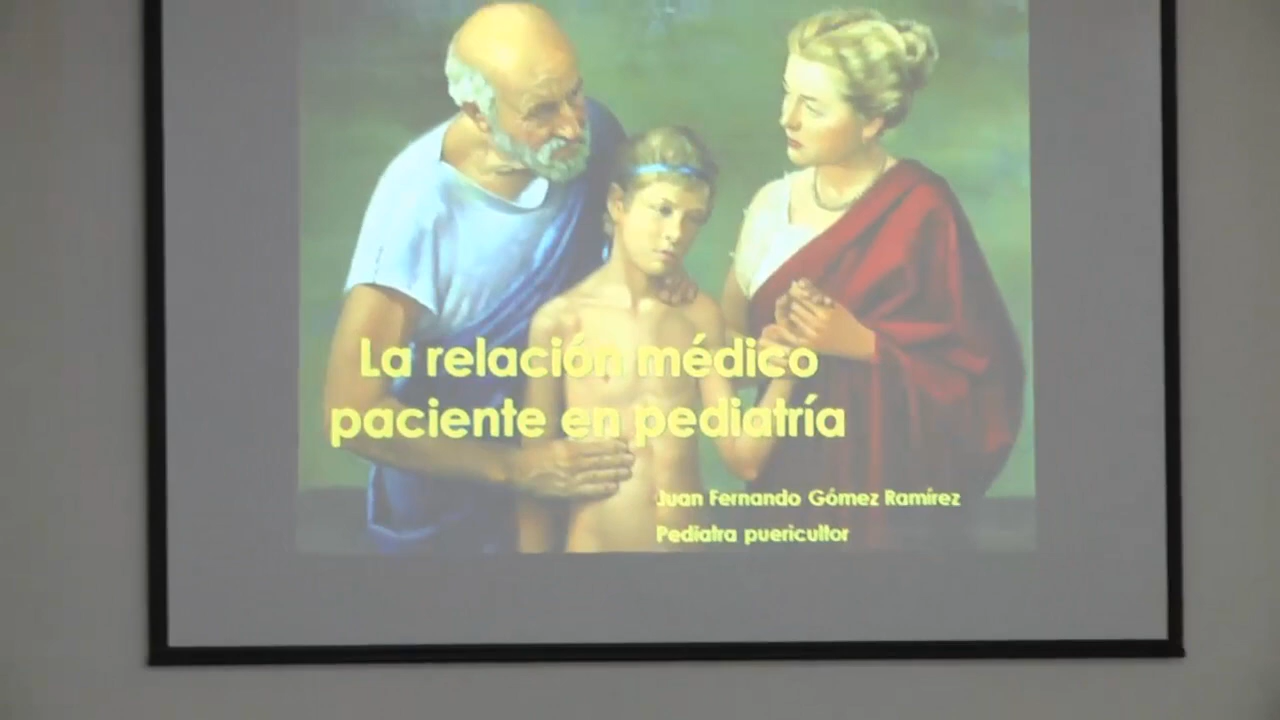 La relación médico
paciente en pediatría
Juan Fernando Gómez Ramírez
Pediatra puericultor